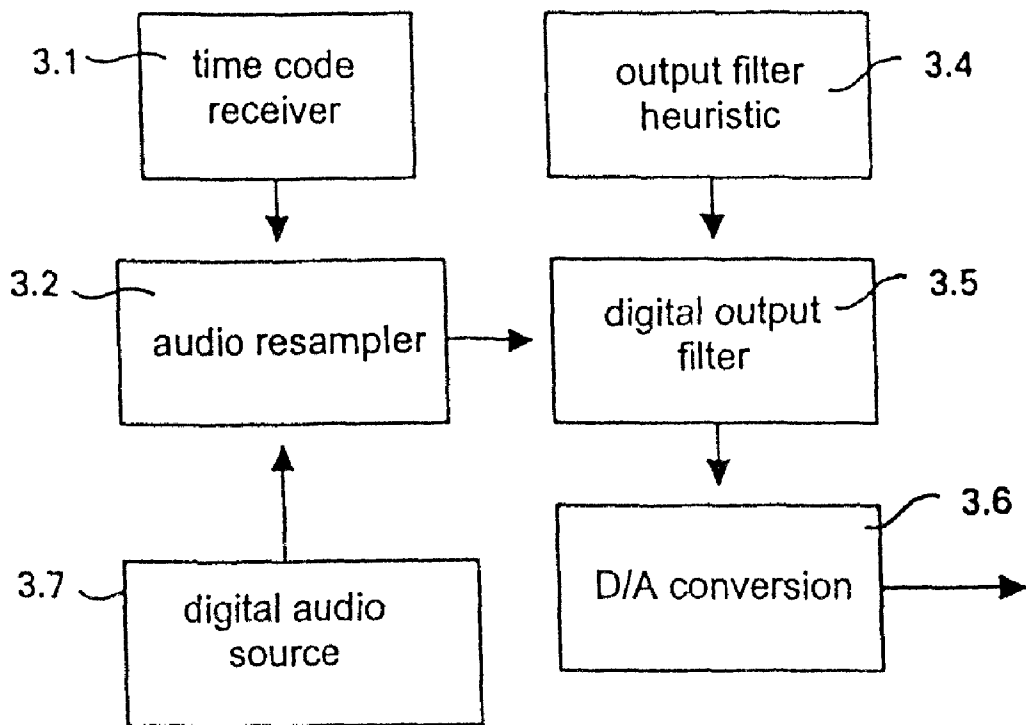 3.1
time code
receiver
output filter
heuristic
3.4
3.2
audio resampler
digital output
filter
3.5
3.7
digital audio
source
D/A conversion
3.6